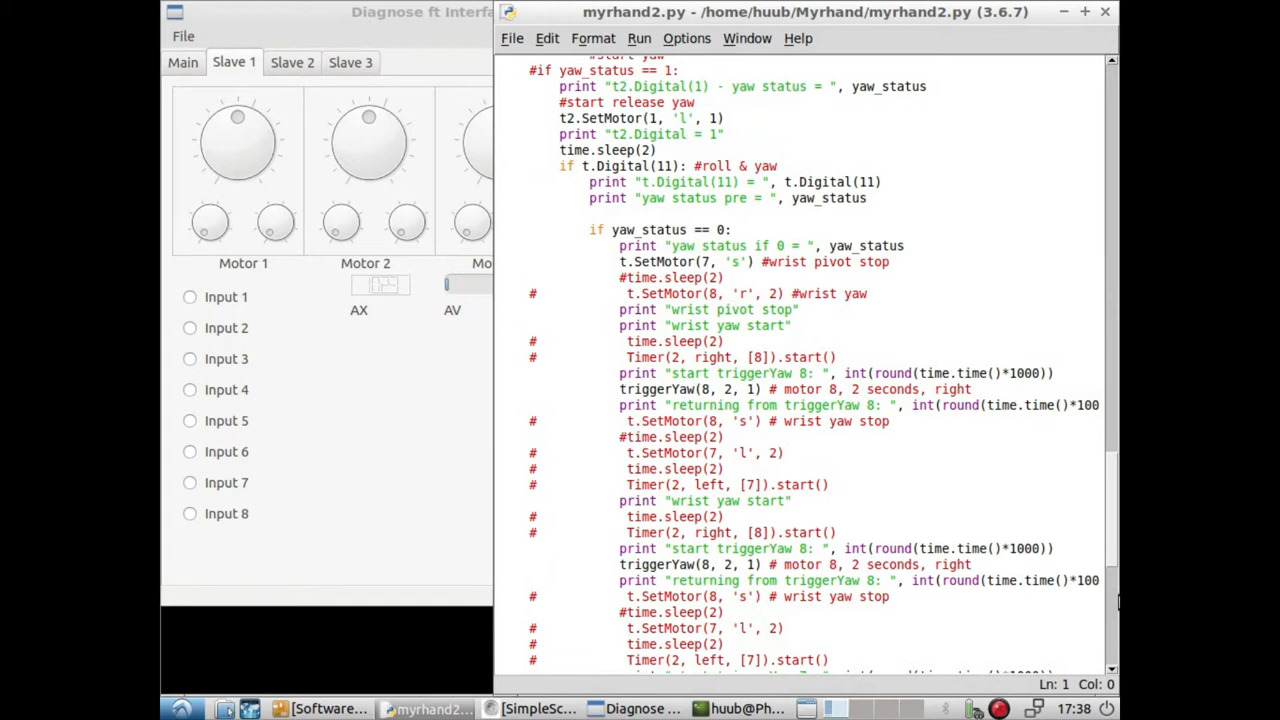 Diagnose ft Interfa
File
Main Slave 1 Slave 2 Slave 3
Motor 1 Motor 2 Mo
AX AV
Input 1
Input 2
Input 3
Input 4
Input 5
Input 6
Input 7
Input 8
myrhand2.py - /home/huub/Myrhand/myrhand2.py (3.6.7)
File Edit Format Run Options Window Help
#start yaw
#if yaw_status == 1:
print "t2.Digital(1) - yaw status = ", yaw_status
#start release yaw
t2.SetMotor(1, 'l', 1)
print "t2.Digital = 1"
time.sleep(2)
if t.Digital(11): #roll & yaw
print "t.Digital(11) = ", t.Digital(11)
print "yaw status pre = ", yaw_status
if yaw_status == 0:
print "yaw status if 0 = ", yaw_status
t.SetMotor(7, 's') #wrist pivot stop
#time.sleep(2)
# t.SetMotor(8, 'r', 2) #wrist yaw
print "wrist pivot stop"
print "wrist yaw start"
# time.sleep(2)
# Timer(2, right, [8]).start()
print "start triggerYaw 8: ", int(round(time.time()*1000))
triggerYaw(8, 2, 1) # motor 8, 2 seconds, right
print "returning from triggerYaw 8: ", int(round(time.time()*100
# t.SetMotor(8, 's') # wrist yaw stop
#time.sleep(2)
# t.SetMotor(7, 'l', 2)
# time.sleep(2)
# Timer(2, left, [7]).start()
print "wrist yaw start"
# time.sleep(2)
# Timer(2, right, [8]).start()
print "start triggerYaw 8: ", int(round(time.time()*1000))
triggerYaw(8, 2, 1) # motor 8, 2 seconds, right
print "returning from triggerYaw 8: ", int(round(time.time()*100
# t.SetMotor(8, 's') # wrist yaw stop
#time.sleep(2)
# t.SetMotor(7, 'l', 2)
# time.sleep(2)
# Timer(2, left, [7]).start()
Ln: 1 Col: 0
[Software... myrhand2... [SimpleSc... Diagnose ... huub@Ph... 17:38